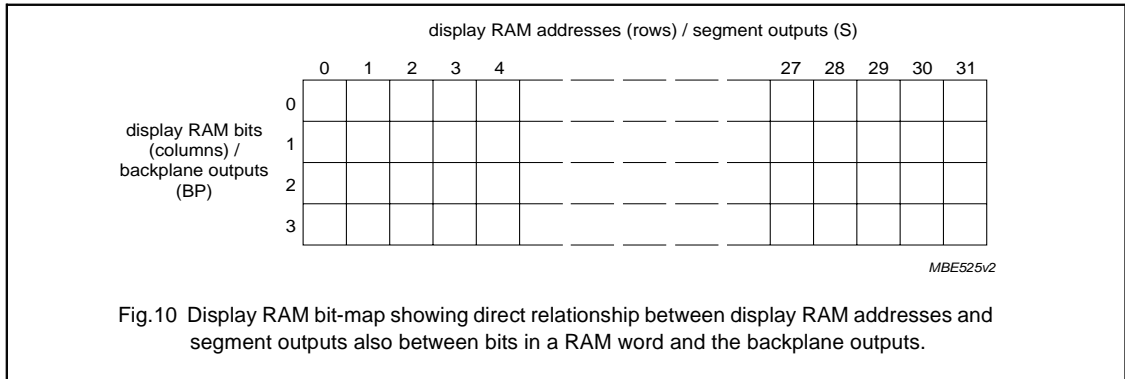 display RAM addresses (rows) / segment outputs (S)
0 1 2 3 4 27 28 29 30 31
0
display RAM bits
(columns) /
1
backplane outputs
(BP)
2
3
MBE525v2
Fig.10 Display RAM bit-map showing direct relationship between display RAM addresses and
segment outputs also between bits in a RAM word and the backplane outputs.